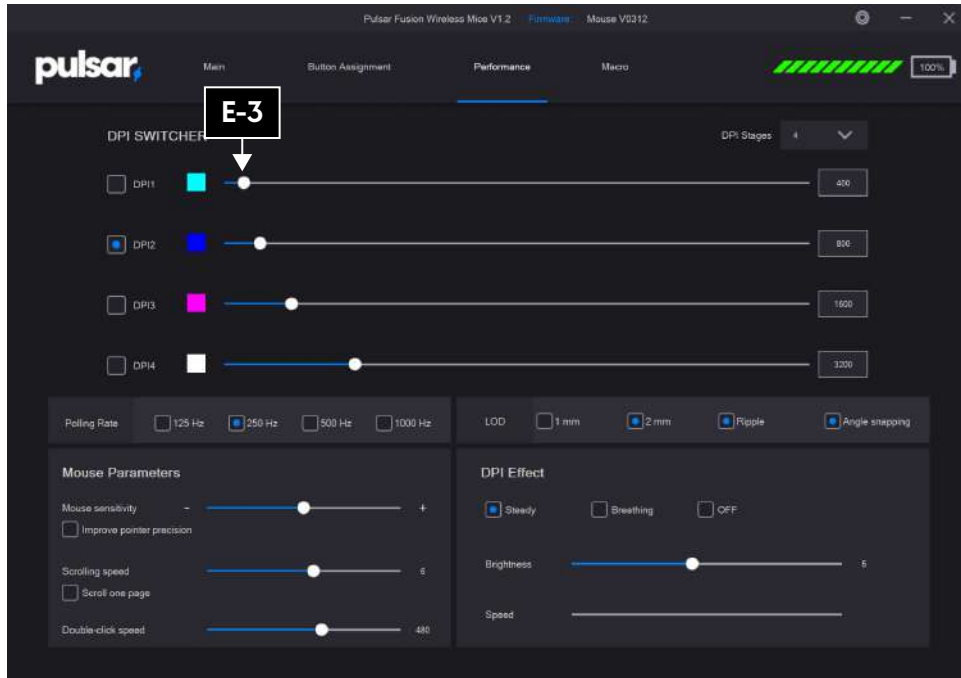 Pulsar Fusion Wireless Mice V1.2 Firmware: Mouse V0312
pulsar Main Button Assignment Performance Macro 100%
E-3
DPI SWITCHER DPI Stages 4
DPI1 400
DPI2 800
DPI3 1600
DPI4 3200
Polling Rate 125 Hz 250 Hz 500 Hz 1000 Hz LOD 1 mm 2 mm Ripple Angle snapping
Mouse Parameters
Mouse sensitivity - +
Improve pointer precision
Scrolling speed 6
Scroll one page
Double-click speed 480
DPI Effect
Steady Breathing OFF
Brightness 5
Speed